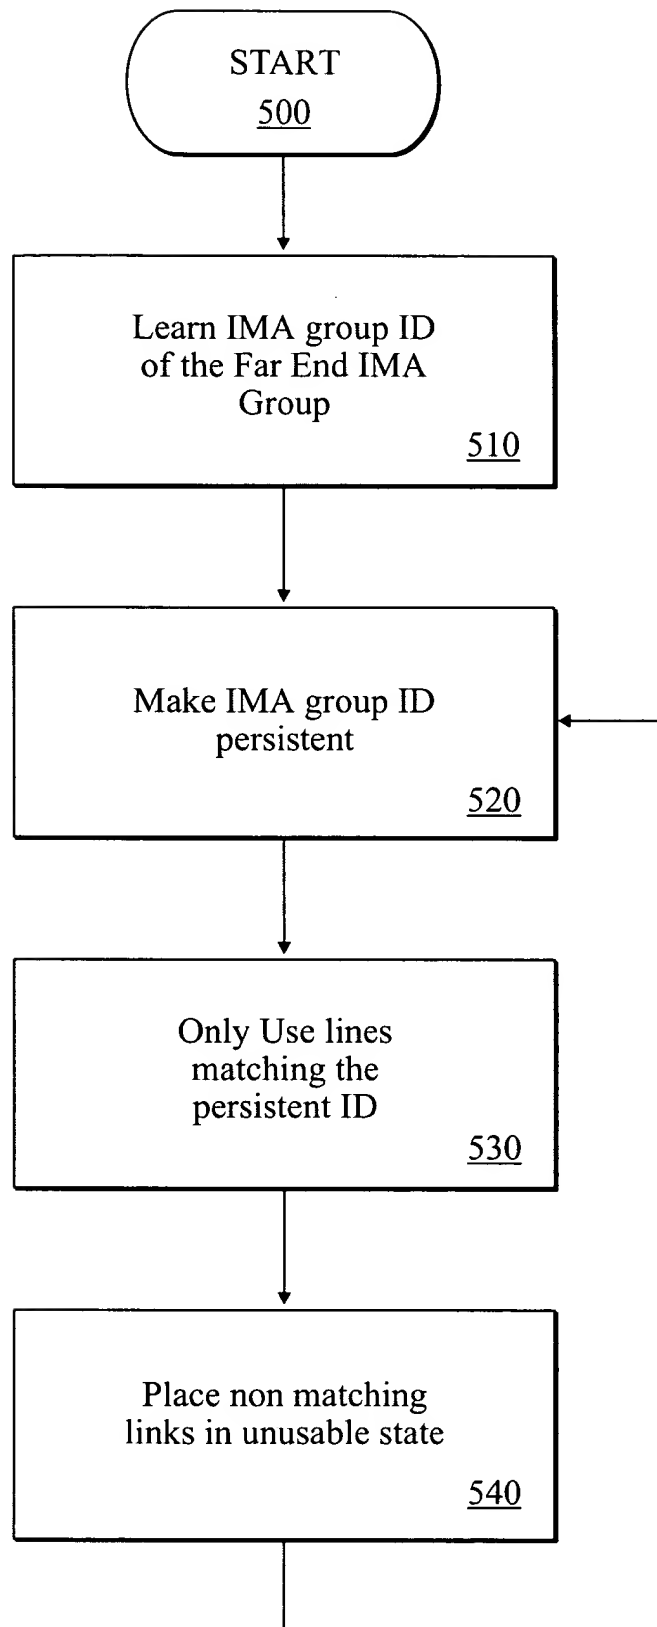 START
500
Learn IMA group ID
of the Far End IMA
Group
510
Make IMA group ID
persistent
520
Only Use lines
matching the
persistent ID
530
Place non matching
links in unusable state
540